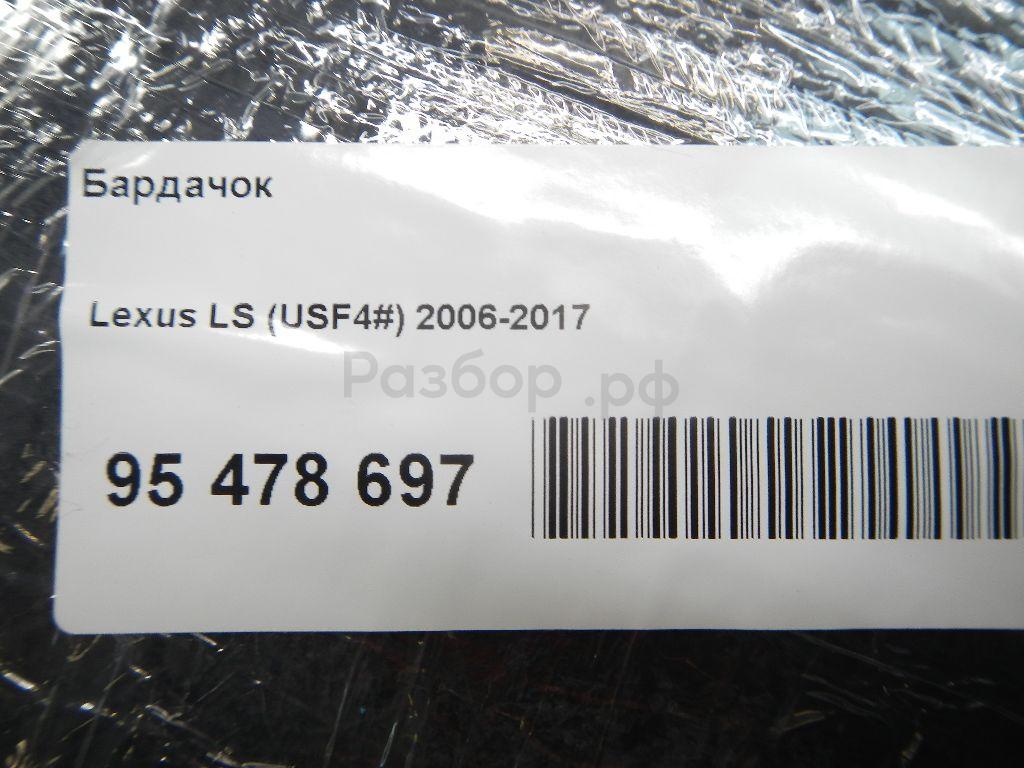 Бардачок
Lexus LS (USF4#) 2006-2017
Разбор.рф
95 478 697